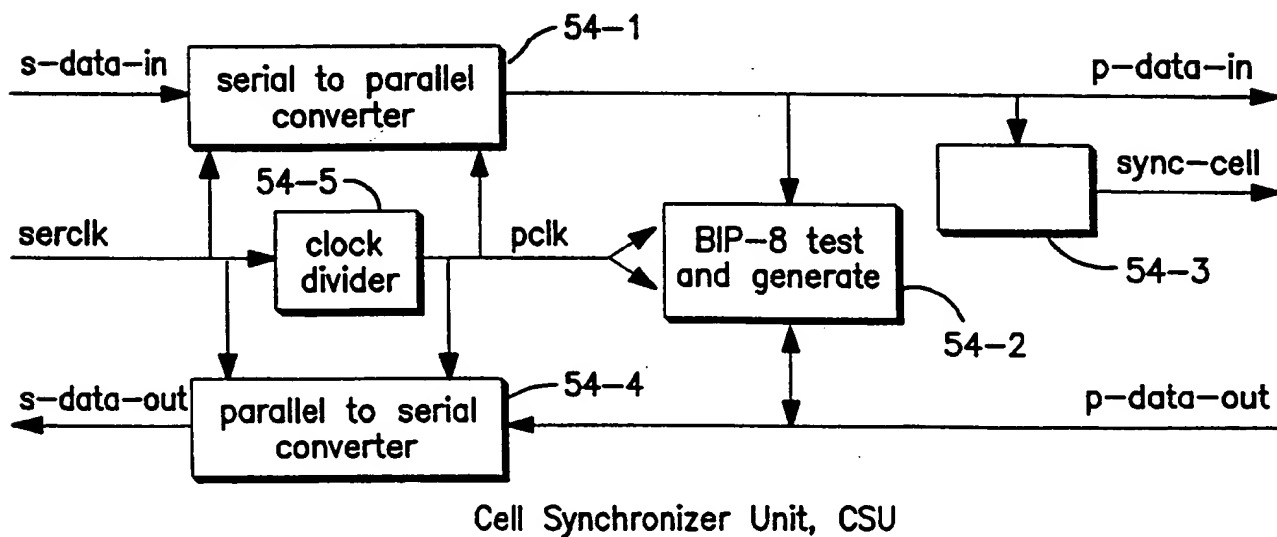 54-1
s-data-in
serial to parallel
converter
p-data-in
54-5
sync-cell
serclk
clock
divider
pclk
BIP-8 test
and generate
54-3
54-2
s-data-out
54-4
parallel to serial
converter
p-data-out
Cell Synchronizer Unit, CSU